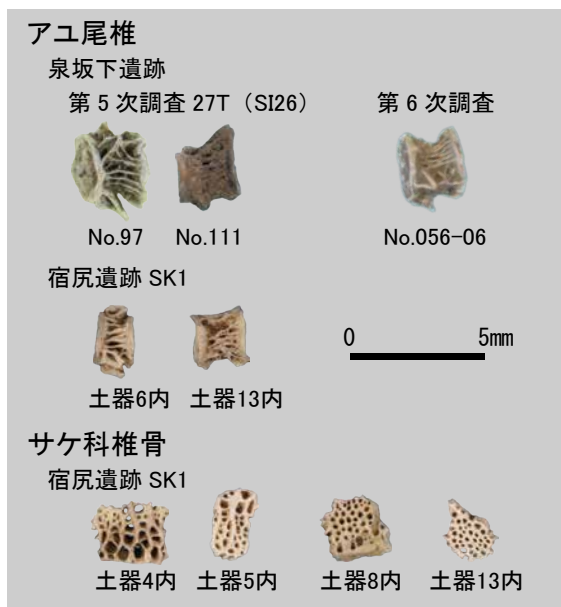 アユ尾椎
泉坂下遺跡
第5次調査 27T（SI26） 第6次調査
No.97 No.111 No.056-06
宿尻遺跡 SK1
0 5mm
土器6内 土器13内
サケ科椎骨
宿尻遺跡 SK1
土器4内 土器5内 土器8内 土器13内